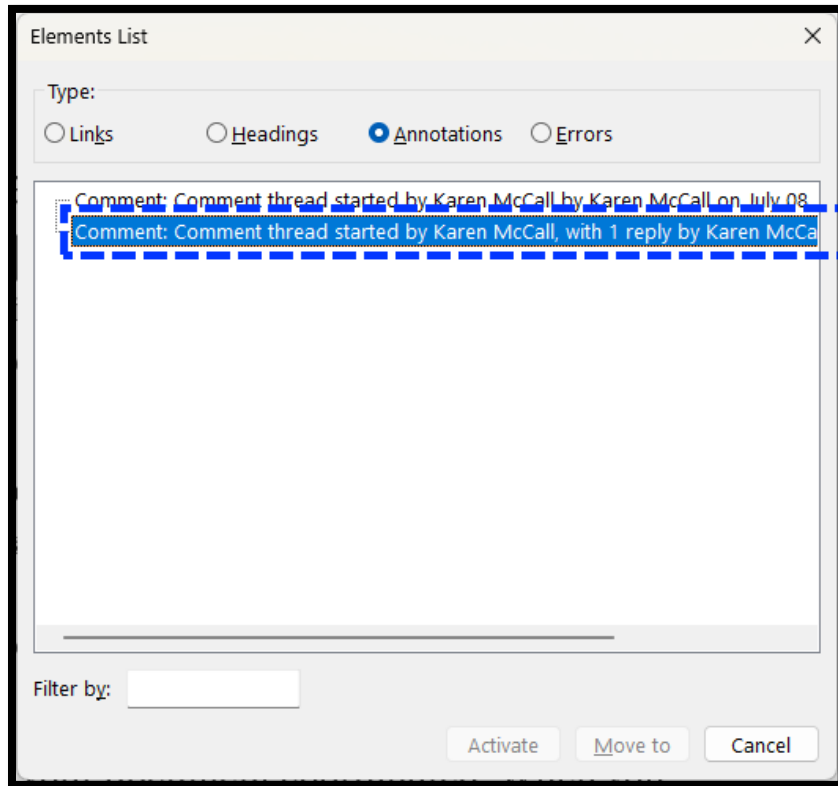 Elements List
Type:
Links Headings Annotations Errors
Comment: Comment thread started by Karen McCall by Karen McCall on July 08
Comment: Comment thread started by Karen McCall, with 1 reply by Karen McCa
Filter by:
Activate Move to Cancel